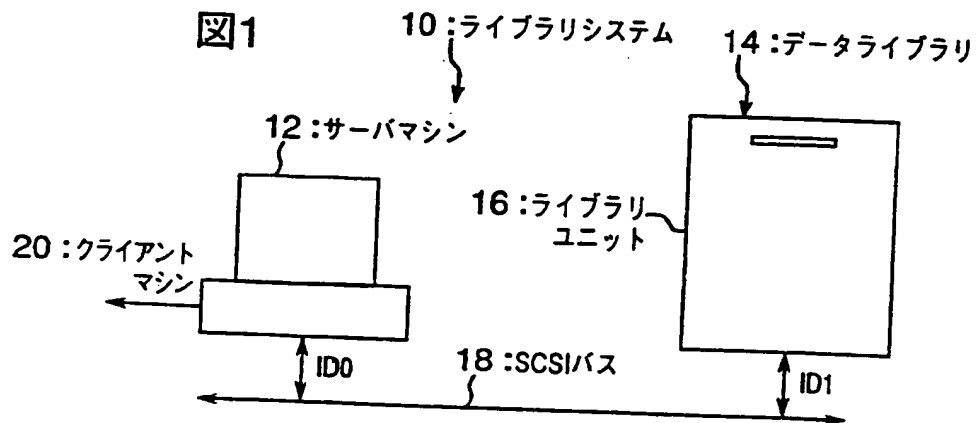 図1
10:ライブラリシステム
14:データライブラリ
12:サーバマシン
16:ライブラリ
ユニット
20:クライアント
マシン
ID0
18:SCSIバス
ID1